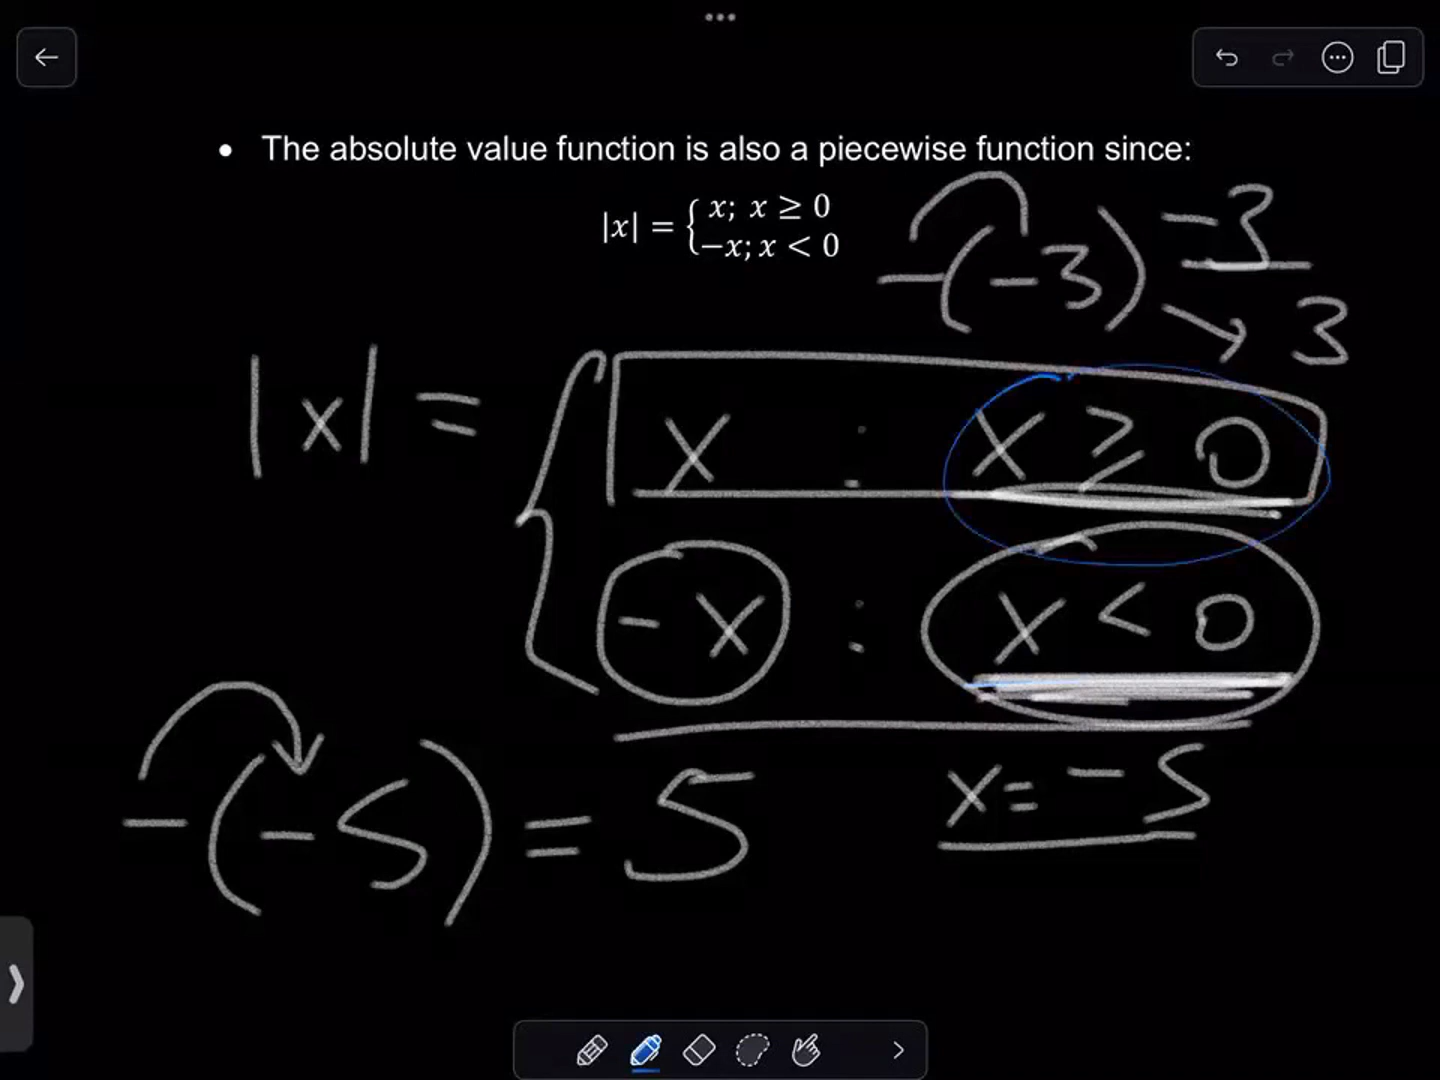 • The absolute value function is also a piecewise function since:
|x| = { x; x ≥ 0
−x; x < 0
-(-3) -3
→ 3
|x| = { x : x ≥ 0
-x : x < 0
x = -5
-(-5) = 5